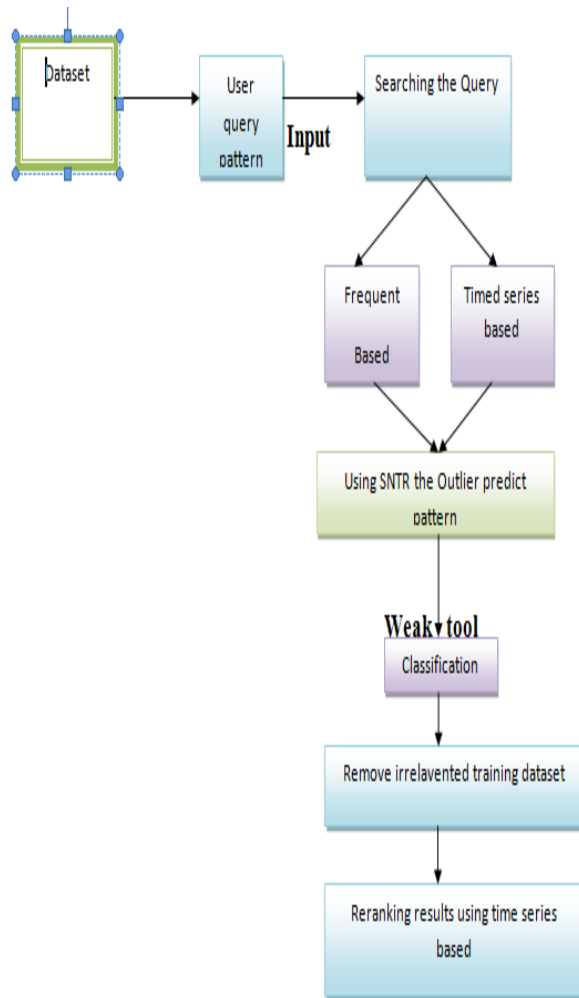 Dataset
User
query
pattern
Input
Searching the Query
Frequent
Based
Timed series
based
Using SNTR the Outlier predict
pattern
Weak tool
Classification
Remove irrelavented training dataset
Reranking results using time series
based